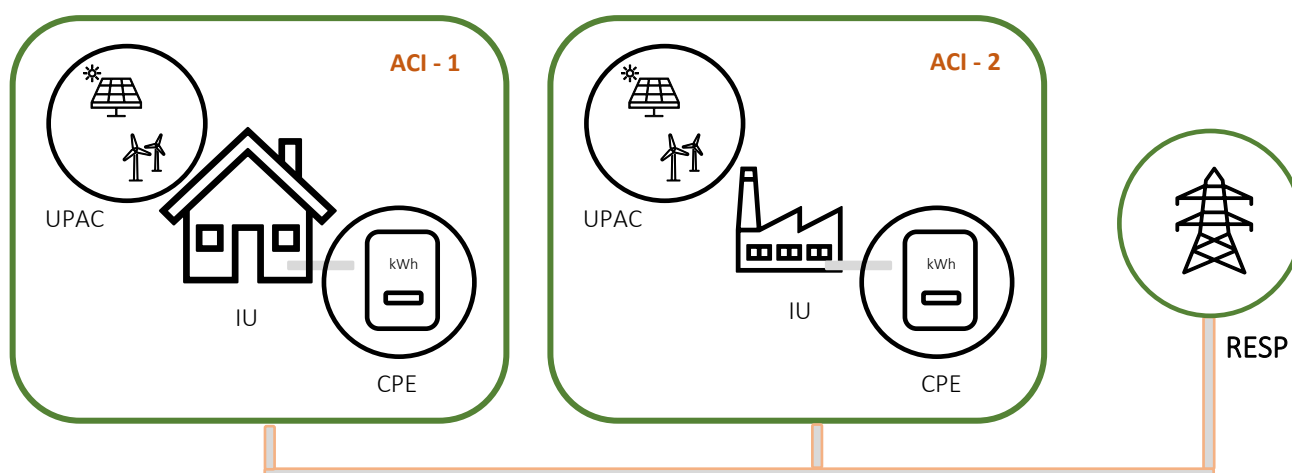 ACI - 1
UPAC
kWh
IU
CPE
ACI - 2
UPAC
kWh
IU
CPE
RESP